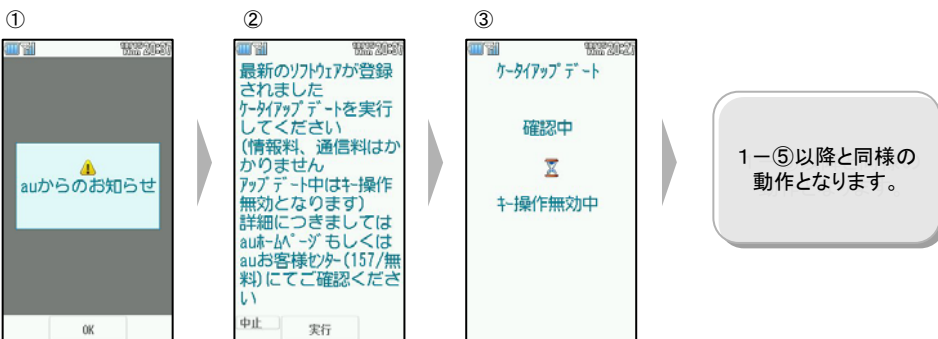 ①
②
③
auからのお知らせ
OK
最新のｿﾌﾄｳｪｱが登録
されました
ｹｰﾀｲｱｯﾌﾟﾃﾞｰﾄを実行
してください
(情報料、通信料はか
かりません
ｱｯﾌﾟﾃﾞｰﾄ中はｷｰ操作
無効となります)
詳細につきましては
auﾎｰﾑﾍﾟｰｼﾞもしくは
auお客様ｾﾝﾀｰ(157/無
料)にてご確認くださ
い
中止
実行
ｹｰﾀｲｱｯﾌﾟﾃﾞｰﾄ
確認中
ｷｰ操作無効中
１－⑤以降と同様の
動作となります。